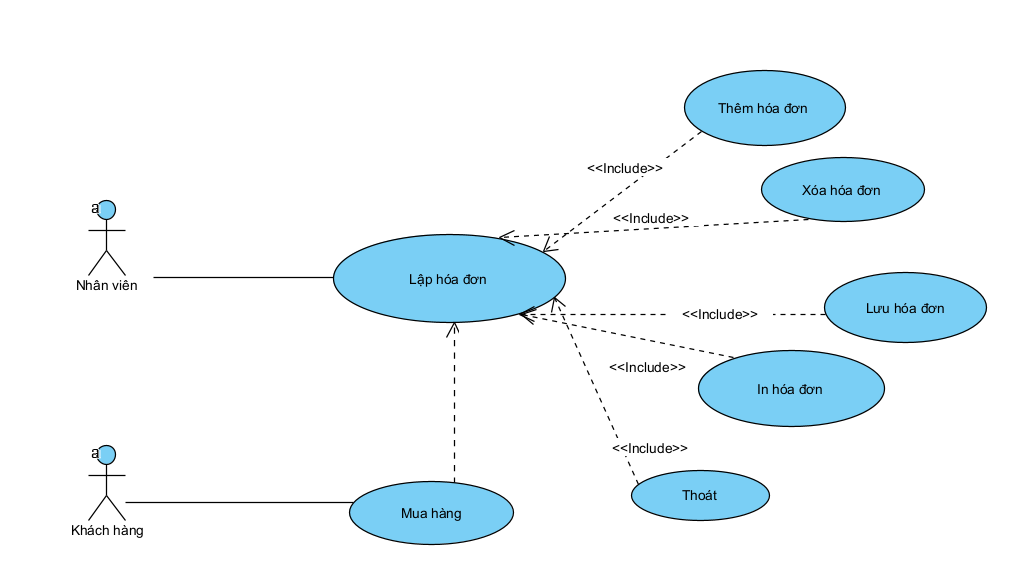 Thêm hóa đơn
<<Include>>
Xóa hóa đơn
<<Include>>
a
Nhân viên
Lập hóa đơn
Lưu hóa đơn
<<Include>>
<<Include>>
In hóa đơn
<<Include>>
a
Khách hàng
Mua hàng
Thoát